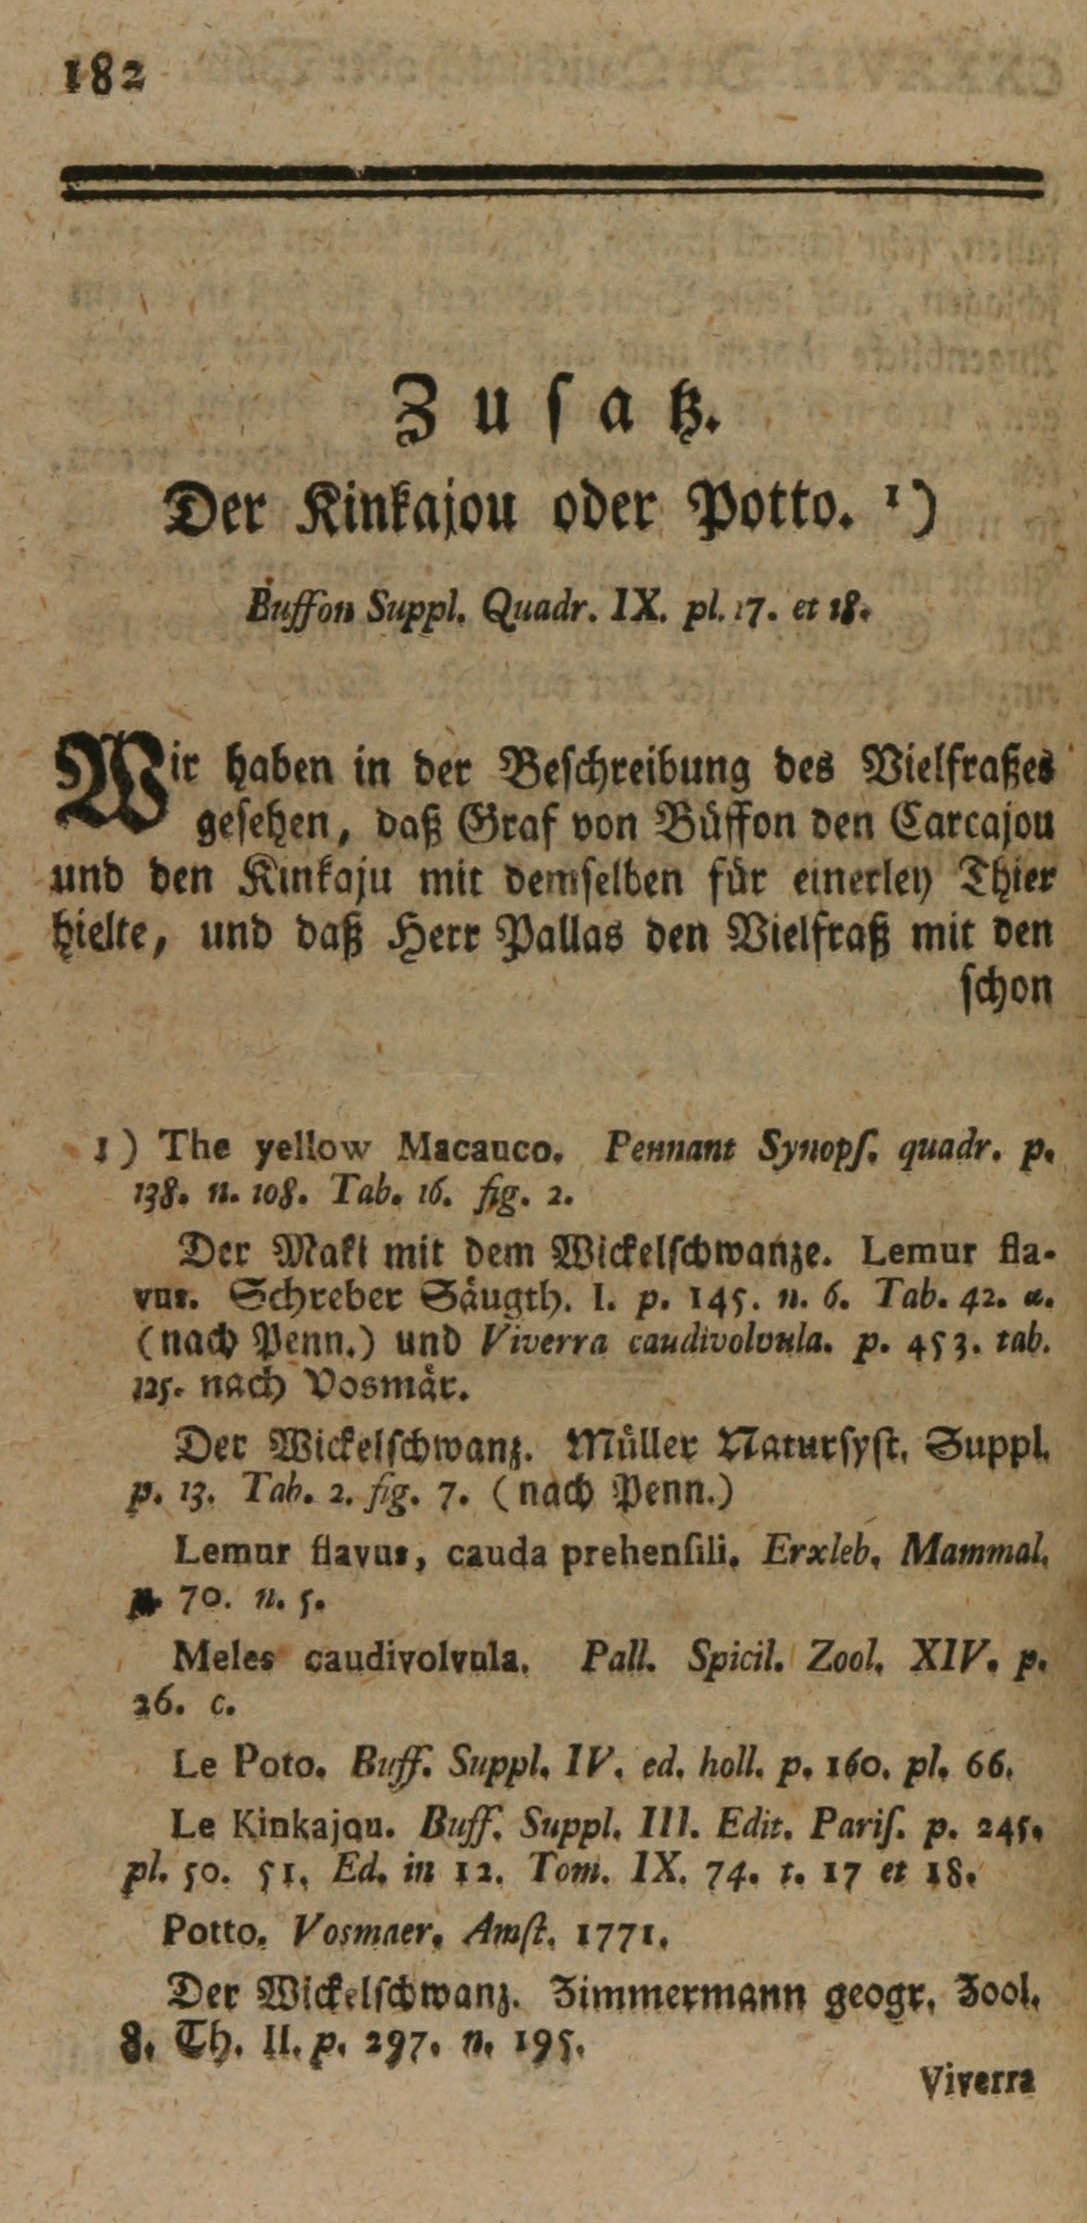 182
Zusatz.
Der Kinkajou oder Potto. 1)
Buffon Suppl. Quadr. IX. pl. 17. et 18.
Wir haben in der Beschreibung des Vielfraßes
gesehen, daß Graf von Büffon den Carcajou
und den Kinkaju mit demselben für einerley Thier
hielte, und daß Herr Pallas den Vielfraß mit den
schon
1) The yellow Macauco. Pennant Synopſ. quadr. p.
138. n. 108. Tab. 16. fig. 2.
Der Maki mit dem Wickelschwanze. Lemur fla-
vus. Schreber Säugth. I. p. 145. n. 6. Tab. 42. a.
(nach Penn.) und Viverra caudivolvula. p. 453. tab.
125. nach Vosmär.
Der Wickelschwanz. Müller Natursyst. Suppl.
p. 13. Tab. 2. fig. 7. (nach Penn.)
Lemur flavus, cauda prehenſili. Erxleb. Mammal.
p. 70. n. 5.
Meles caudivolvula. Pall. Spicil. Zool. XIV. p.
26. c.
Le Poto. Buff. Suppl. IV. ed. holl. p. 160. pl. 66.
Le Kinkajou. Buff. Suppl. III. Edit. Pariſ. p. 245.
pl. 50. 51. Ed. in 12. Tom. IX. 74. t. 17 et 18.
Potto. Vosmaer. Amſt. 1771.
Der Wickelschwanz. Zimmermann geogr. Zool.
8. Th. II. p. 297. n. 195.
Viverra